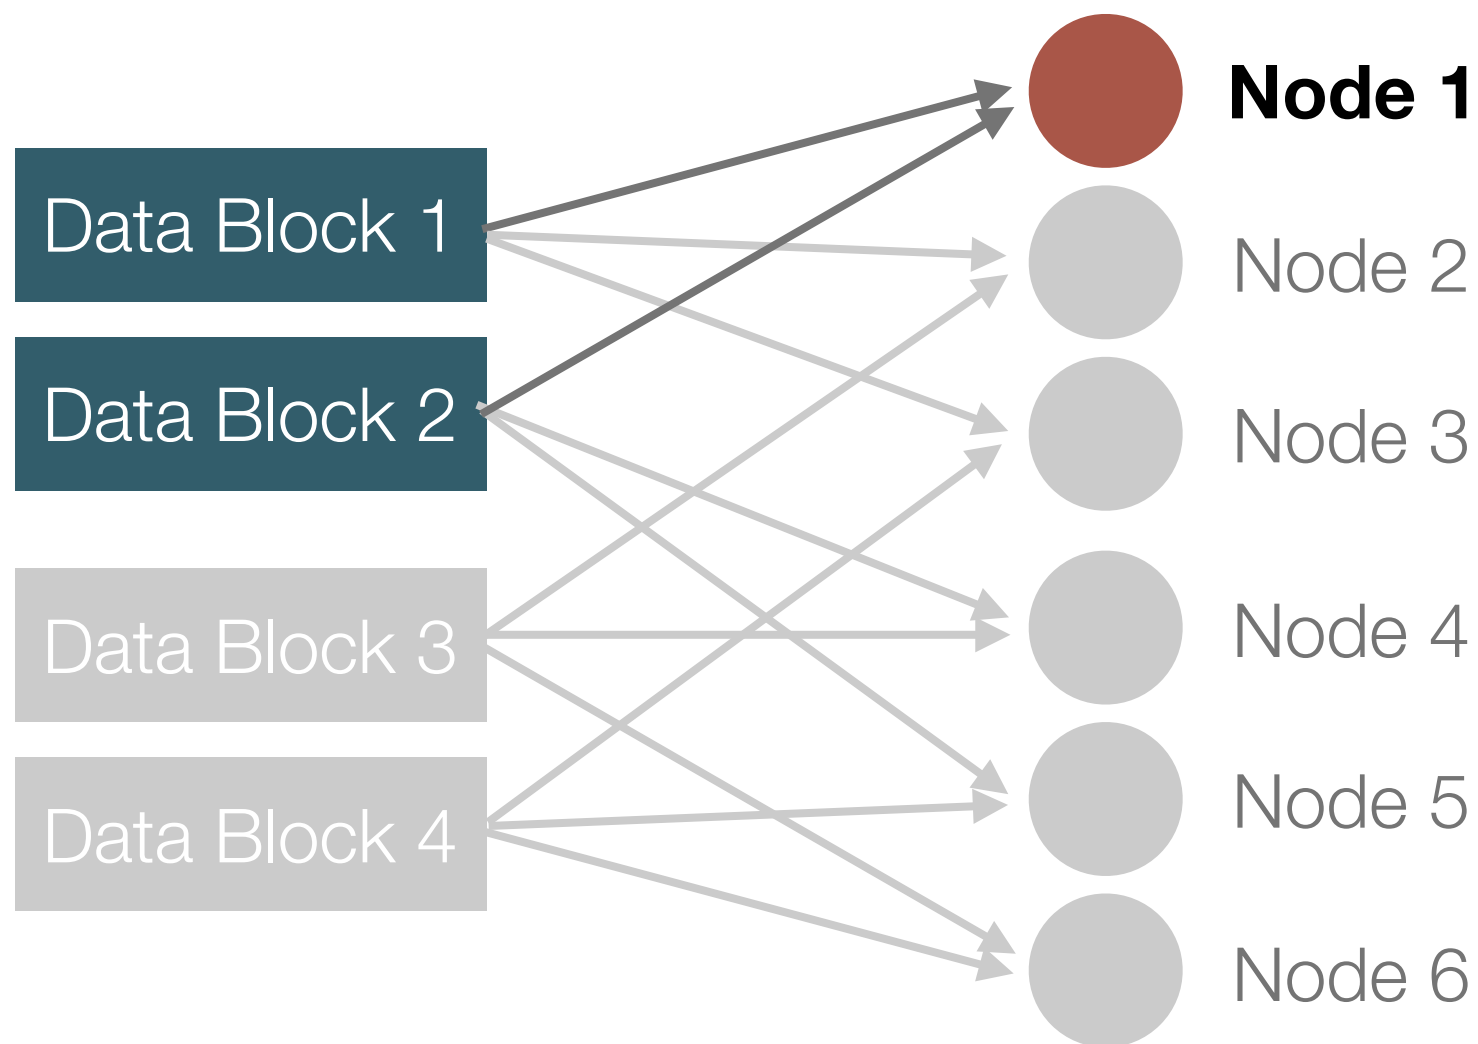 Data Block 1
Data Block 2
Data Block 3
Data Block 4
Node 1
Node 2
Node 3
Node 4
Node 5
Node 6